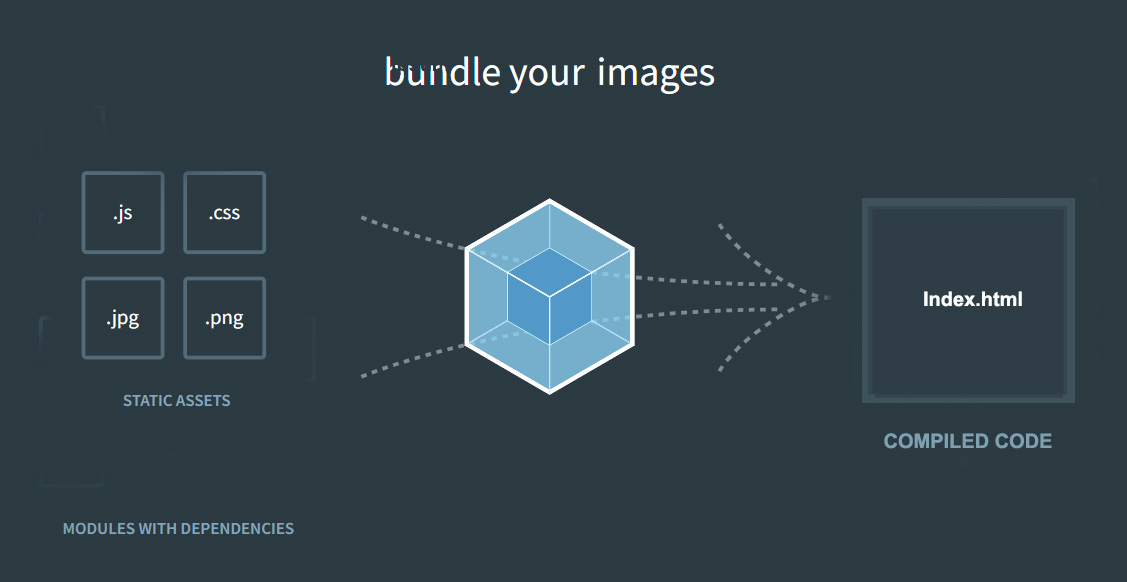 bundle your images
.js
.css
.jpg
.png
STATIC ASSETS
MODULES WITH DEPENDENCIES
Index.html
COMPILED CODE